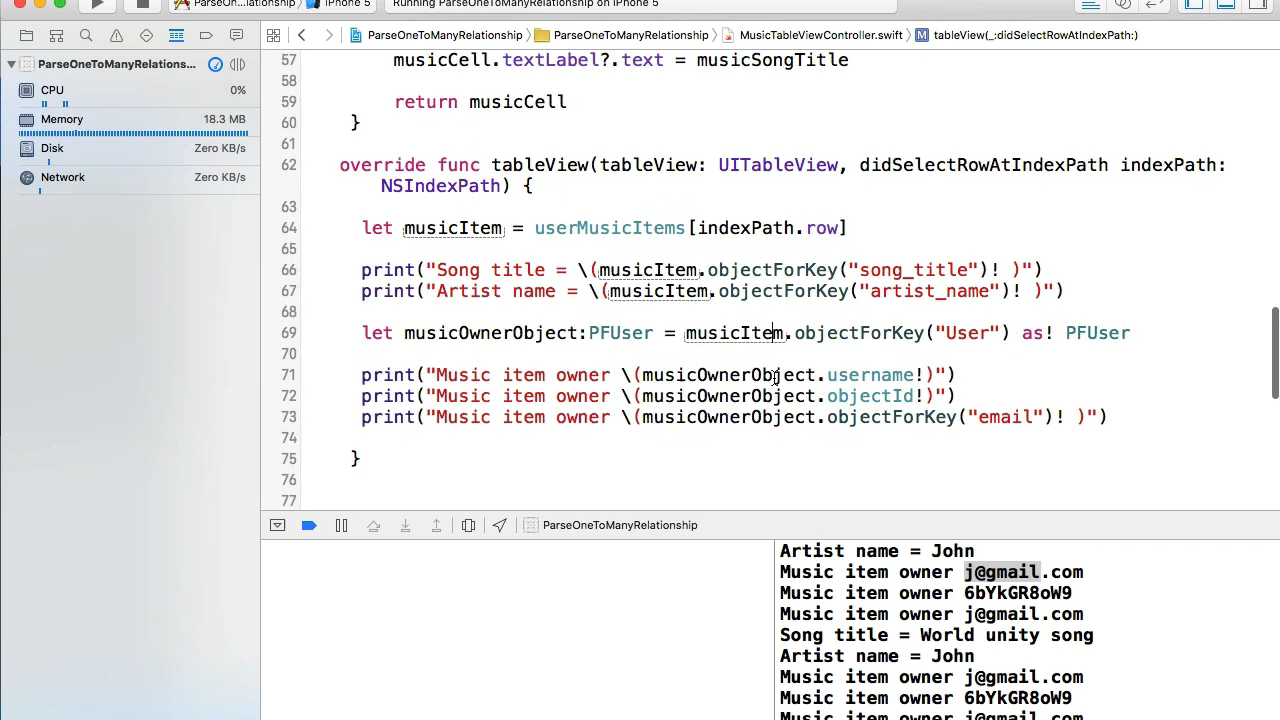 ParseOneTo...lationship iPhone 5 Running ParseOneToManyRelationship on iPhone 5
ParseOneToManyRelationship ParseOneToManyRelationship MusicTableViewController.swift M tableView(_:didSelectRowAtIndexPath:)
ParseOneToManyRelations...
CPU 0%
Memory 18.3 MB
Disk Zero KB/s
Network Zero KB/s
57 musicCell.textLabel?.text = musicSongTitle
58
59 return musicCell
60 }
61
62 override func tableView(tableView: UITableView, didSelectRowAtIndexPath indexPath:
NSIndexPath) {
63
64 let musicItem = userMusicItems[indexPath.row]
65
66 print("Song title = \(musicItem.objectForKey("song_title")! )")
67 print("Artist name = \(musicItem.objectForKey("artist_name")! )")
68
69 let musicOwnerObject:PFUser = musicItem.objectForKey("User") as! PFUser
70
71 print("Music item owner \(musicOwnerObject.username!)")
72 print("Music item owner \(musicOwnerObject.objectId!)")
73 print("Music item owner \(musicOwnerObject.objectForKey("email")! )")
74
75 }
76
77
ParseOneToManyRelationship
Artist name = John
Music item owner j@gmail.com
Music item owner 6bYkGR8oW9
Music item owner j@gmail.com
Song title = World unity song
Artist name = John
Music item owner j@gmail.com
Music item owner 6bYkGR8oW9
Music item owner j@gmail.com